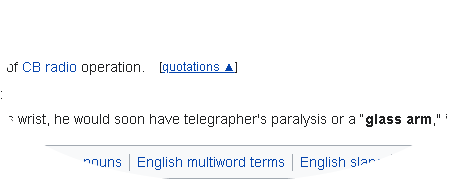 of CB radio operation. [quotations ▲]
:
wrist, he would soon have telegrapher's paralysis or a "glass arm,"
nouns English multiword terms English